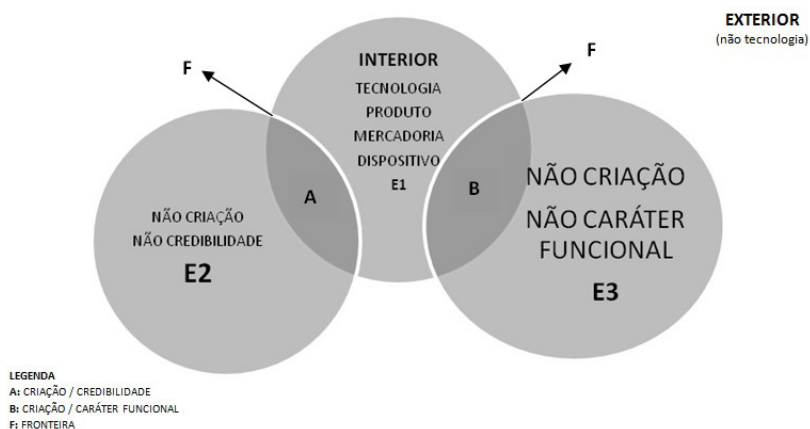 EXTERIOR
(não tecnologia)
F
F
INTERIOR
TECNOLOGIA
PRODUTO
MERCADORIA
DISPOSITIVO
E1
A
B
NÃO CRIAÇÃO
NÃO CREDIBILIDADE
E2
NÃO CRIAÇÃO
NÃO CARÁTER
FUNCIONAL
E3
LEGENDA
A: CRIAÇÃO / CREDIBILIDADE
B: CRIAÇÃO / CARÁTER FUNCIONAL
F: FRONTEIRA